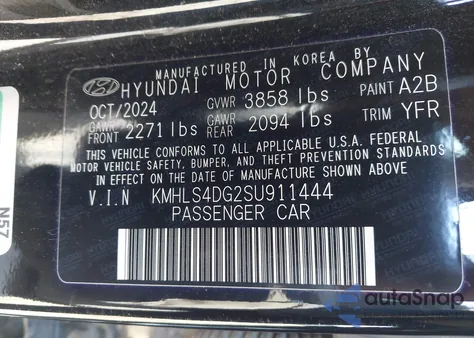 MANUFACTURED IN KOREA BY
HYUNDAI MOTOR COMPANY
OCT/2024 GVWR 3858 lbs PAINT A2B
GAWR FRONT 2271 lbs GAWR REAR 2094 lbs TRIM YFR
THIS VEHICLE CONFORMS TO ALL APPLICABLE U.S.A. FEDERAL
MOTOR VEHICLE SAFETY, BUMPER, AND THEFT PREVENTION STANDARDS
IN EFFECT ON THE DATE OF MANUFACTURE SHOWN ABOVE
V.I.N KMHLS4DG2SU911444
PASSENGER CAR
N57
autoSnap